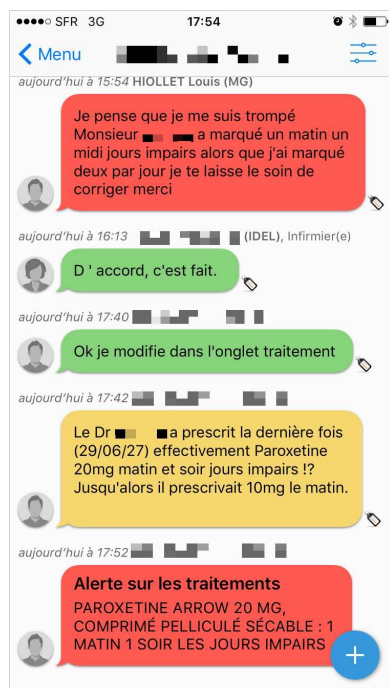 SFR 3G 17:54
Menu
aujourd'hui à 15:54 HIOLLET Louis (MG)
Je pense que je me suis trompé
Monsieur a marqué un matin un
midi jours impairs alors que j'ai marqué
deux par jour je te laisse le soin de
corriger merci
aujourd'hui à 16:13 (IDEL), Infirmier(e)
D ' accord, c'est fait.
aujourd'hui à 17:40
Ok je modifie dans l'onglet traitement
aujourd'hui à 17:42
Le Dr a prescrit la dernière fois
(29/06/27) effectivement Paroxetine
20mg matin et soir jours impairs !?
Jusqu'alors il prescrivait 10mg le matin.
aujourd'hui à 17:52
Alerte sur les traitements
PAROXETINE ARROW 20 MG,
COMPRIMÉ PELLICULÉ SÉCABLE : 1
MATIN 1 SOIR LES JOURS IMPAIRS